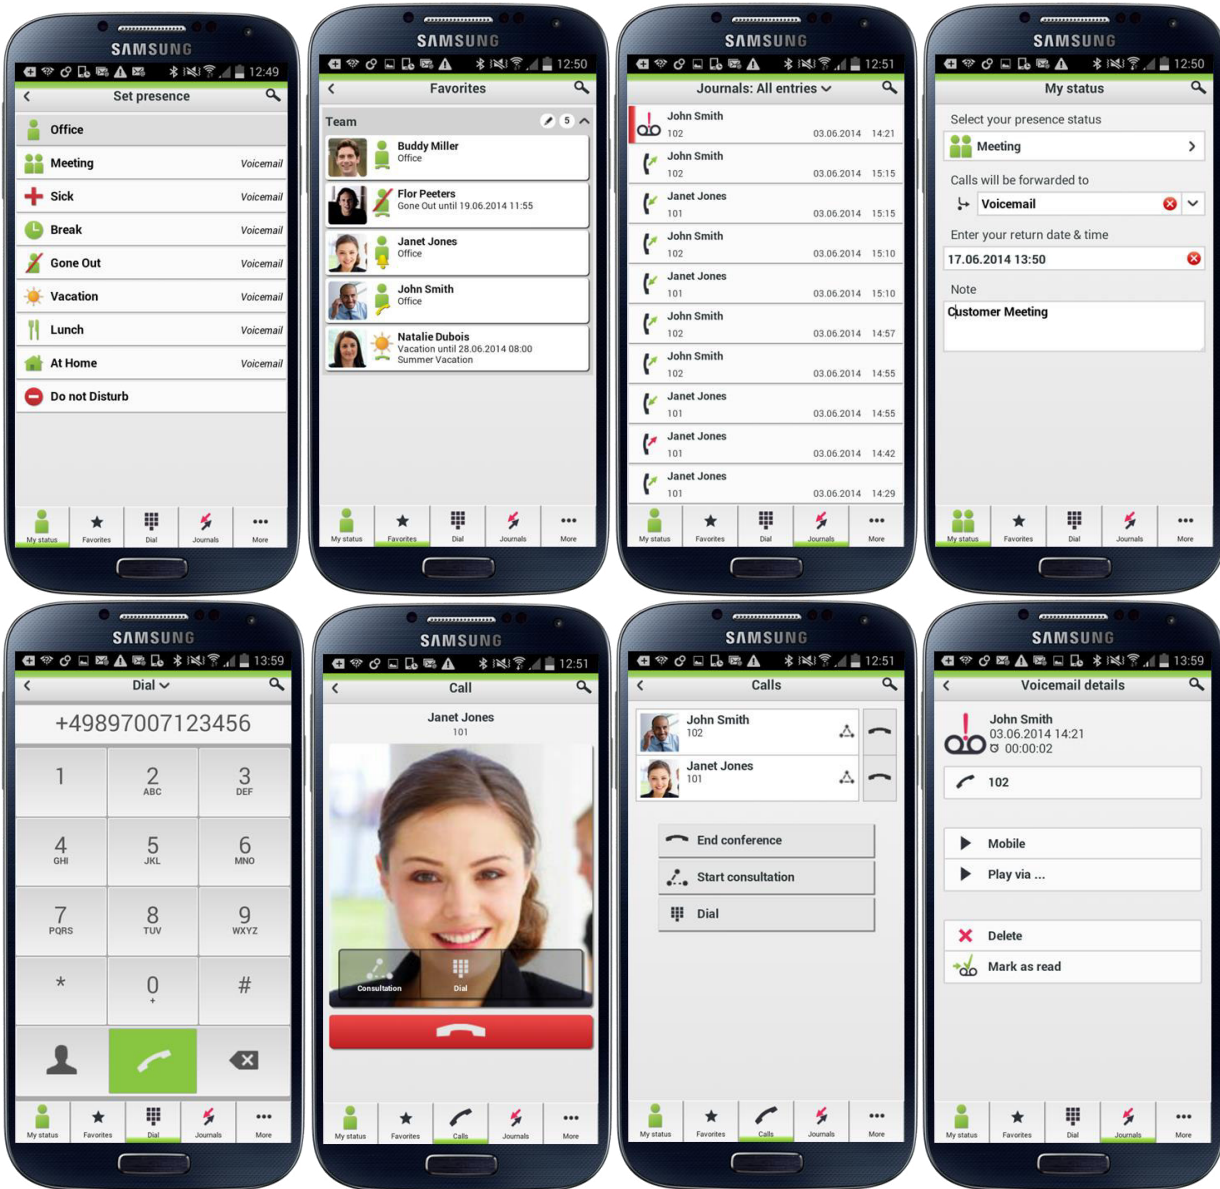 SAMSUNG
12:49
Set presence
Office
Meeting Voicemail
Sick Voicemail
Break Voicemail
Gone Out Voicemail
Vacation Voicemail
Lunch Voicemail
At Home Voicemail
Do not Disturb
My status Favorites Dial Journals More
SAMSUNG
12:50
Favorites
Team 5
Buddy Miller
Office
Flor Peeters
Gone Out until 19.06.2014 11:55
Janet Jones
Office
John Smith
Office
Natalie Dubois
Vacation until 28.06.2014 08:00
Summer Vacation
My status Favorites Dial Journals More
SAMSUNG
12:51
Journals: All entries
John Smith
102 03.06.2014 14:21
John Smith
102 03.06.2014 15:15
Janet Jones
101 03.06.2014 15:15
John Smith
102 03.06.2014 15:10
Janet Jones
101 03.06.2014 15:10
John Smith
102 03.06.2014 14:57
John Smith
102 03.06.2014 14:55
Janet Jones
101 03.06.2014 14:55
Janet Jones
101 03.06.2014 14:42
Janet Jones
101 03.06.2014 14:29
My status Favorites Dial Journals More
SAMSUNG
12:50
My status
Select your presence status
Meeting
Calls will be forwarded to
Voicemail
Enter your return date & time
17.06.2014 13:50
Note
Customer Meeting
My status Favorites Dial Journals More
SAMSUNG
13:59
Dial
+49897007123456
1 2 3
ABC DEF
4 5 6
GHI JKL MNO
7 8 9
PQRS TUV WXYZ
* 0 #
+
My status Favorites Dial Journals More
SAMSUNG
12:51
Call
Janet Jones
101
Consultation Dial
My status Favorites Calls Journals More
SAMSUNG
12:51
Calls
John Smith
102
Janet Jones
101
End conference
Start consultation
Dial
My status Favorites Calls Journals More
SAMSUNG
13:59
Voicemail details
John Smith
03.06.2014 14:21
00:00:02
102
Mobile
Play via ...
Delete
Mark as read
My status Favorites Dial Journals More